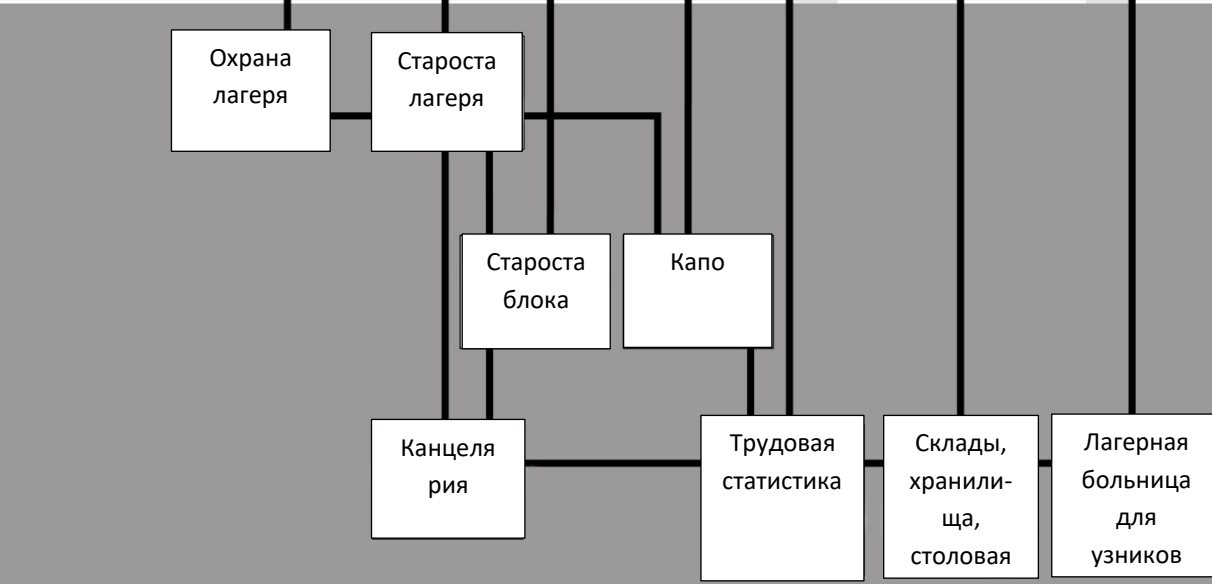 Охрана
лагеря
Староста
лагеря
Староста
блока
Капо
Канцеля
рия
Трудовая
статистика
Склады,
хранили-
ща,
столовая
Лагерная
больница
для
узников